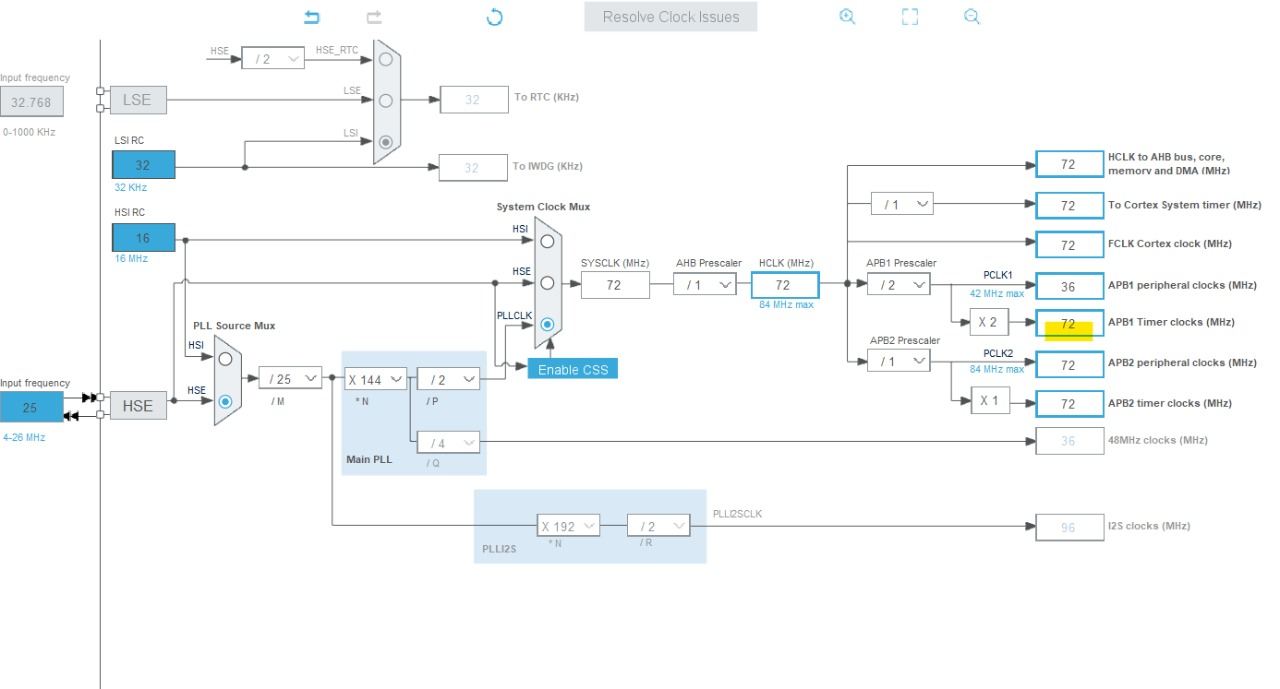 Resolve Clock Issues
HSE
/ 2
HSE_RTC
Input frequency
32.768
0-1000 KHz
LSE
LSE
32
To RTC (KHz)
LSI RC
LSI
32
32 KHz
32
To IWDG (KHz)
HSI RC
16
16 MHz
System Clock Mux
HSI
HSE
PLLCLK
SYSCLK (MHz)
72
AHB Prescaler
/ 1
HCLK (MHz)
72
84 MHz max
72
HCLK to AHB bus, core,
memory and DMA (MHz)
/ 1
72
To Cortex System timer (MHz)
72
FCLK Cortex clock (MHz)
APB1 Prescaler
/ 2
PCLK1
42 MHz max
36
APB1 peripheral clocks (MHz)
X 2
72
APB1 Timer clocks (MHz)
APB2 Prescaler
/ 1
PCLK2
84 MHz max
72
APB2 peripheral clocks (MHz)
X 1
72
APB2 timer clocks (MHz)
Enable CSS
PLL Source Mux
HSI
HSE
Input frequency
25
4-26 MHz
HSE
/ 25
/ M
X 144
* N
/ 2
/ P
/ 4
/ Q
Main PLL
36
48MHz clocks (MHz)
X 192
* N
/ 2
/ R
PLLI2S
PLLI2SCLK
96
I2S clocks (MHz)